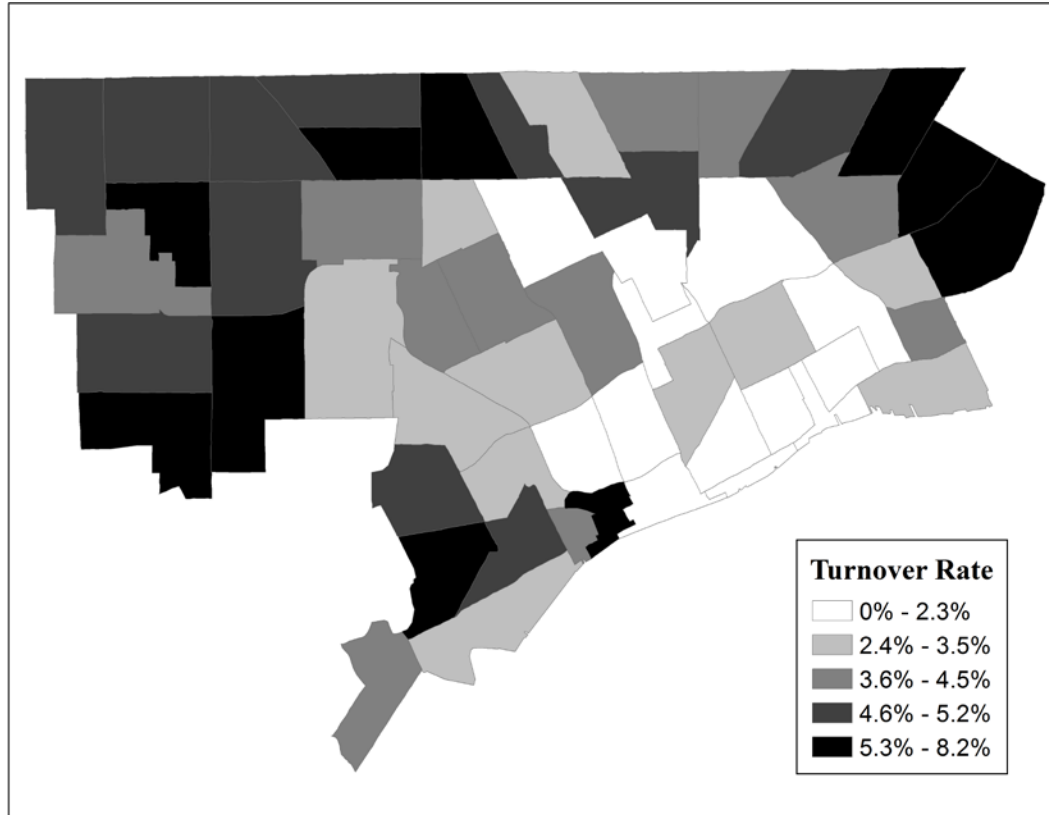 Turnover Rate
0% - 2.3%
2.4% - 3.5%
3.6% - 4.5%
4.6% - 5.2%
5.3% - 8.2%